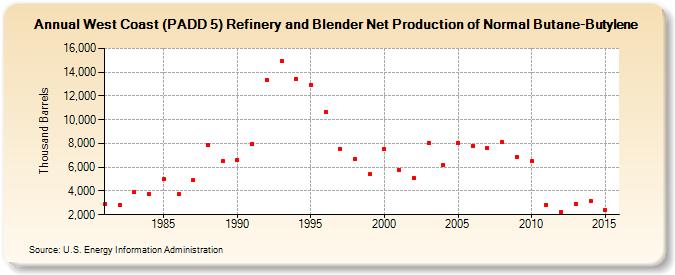 Annual West Coast (PADD 5) Refinery and Blender Net Production of Normal Butane-Butylene
Thousand Barrels
16,000
14,000
12,000
10,000
8,000
6,000
4,000
2,000
1985 1990 1995 2000 2005 2010 2015
Source: U.S. Energy Information Administration